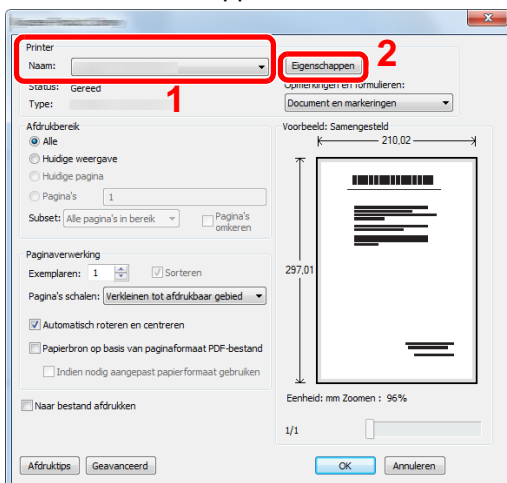 Printer
Naam:
Eigenschappen
2
Status: Gereed
1
Opmerkingen en formulieren:
Type:
Document en markeringen
Afdrukbereik
Alle
Huidige weergave
Huidige pagina
Pagina's 1
Subset: Alle pagina's in bereik
Pagina's omkeren
Voorbeeld: Samengesteld
210,02
297,01
Paginaverwerking
Exemplaren: 1 Sorteren
Pagina's schalen: Verkleinen tot afdrukbaar gebied
Automatisch roteren en centreren
Papierbron op basis van paginaformaat PDF-bestand
Indien nodig aangepast papierformaat gebruiken
Eenheid: mm Zoomen : 96%
Naar bestand afdrukken
1/1
Afdruktips Geavanceerd OK Annuleren